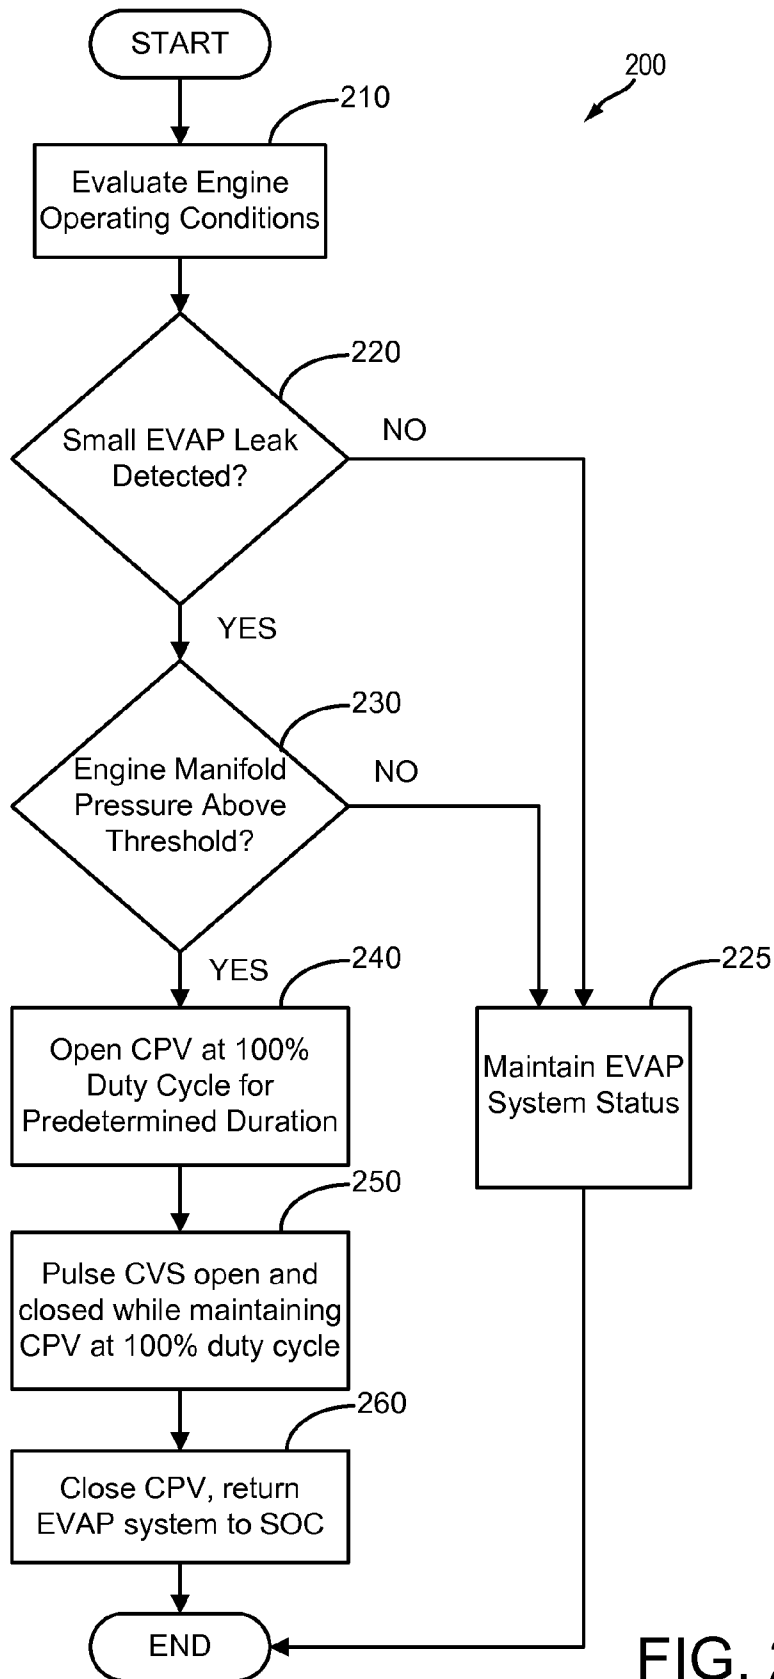 START
200
210
Evaluate Engine
Operating Conditions
220
Small EVAP Leak
Detected?
NO
YES
230
Engine Manifold
Pressure Above
Threshold?
NO
YES
240
225
Open CPV at 100%
Duty Cycle for
Predetermined Duration
Maintain EVAP
System Status
250
Pulse CVS open and
closed while maintaining
CPV at 100% duty cycle
260
Close CPV, return
EVAP system to SOC
END
FIG.